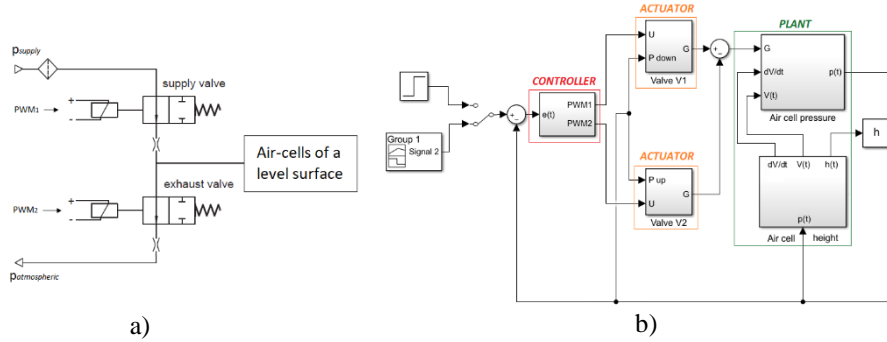 Psupply
supply valve
+
-
PWM1
Air-cells of a
level surface
exhaust valve
+
-
PWM2
Patmospheric
a)
ACTUATOR
U
P down
G
Valve V1
+
-
PLANT
G
dV/dt
V(t)
p(t)
Air cell pressure
CONTROLLER
e(t)
PWM1
PWM2
+
-
Group 1
Signal 2
ACTUATOR
P up
U
G
Valve V2
dV/dt
V(t)
h(t)
p(t)
Air cell height
h
b)